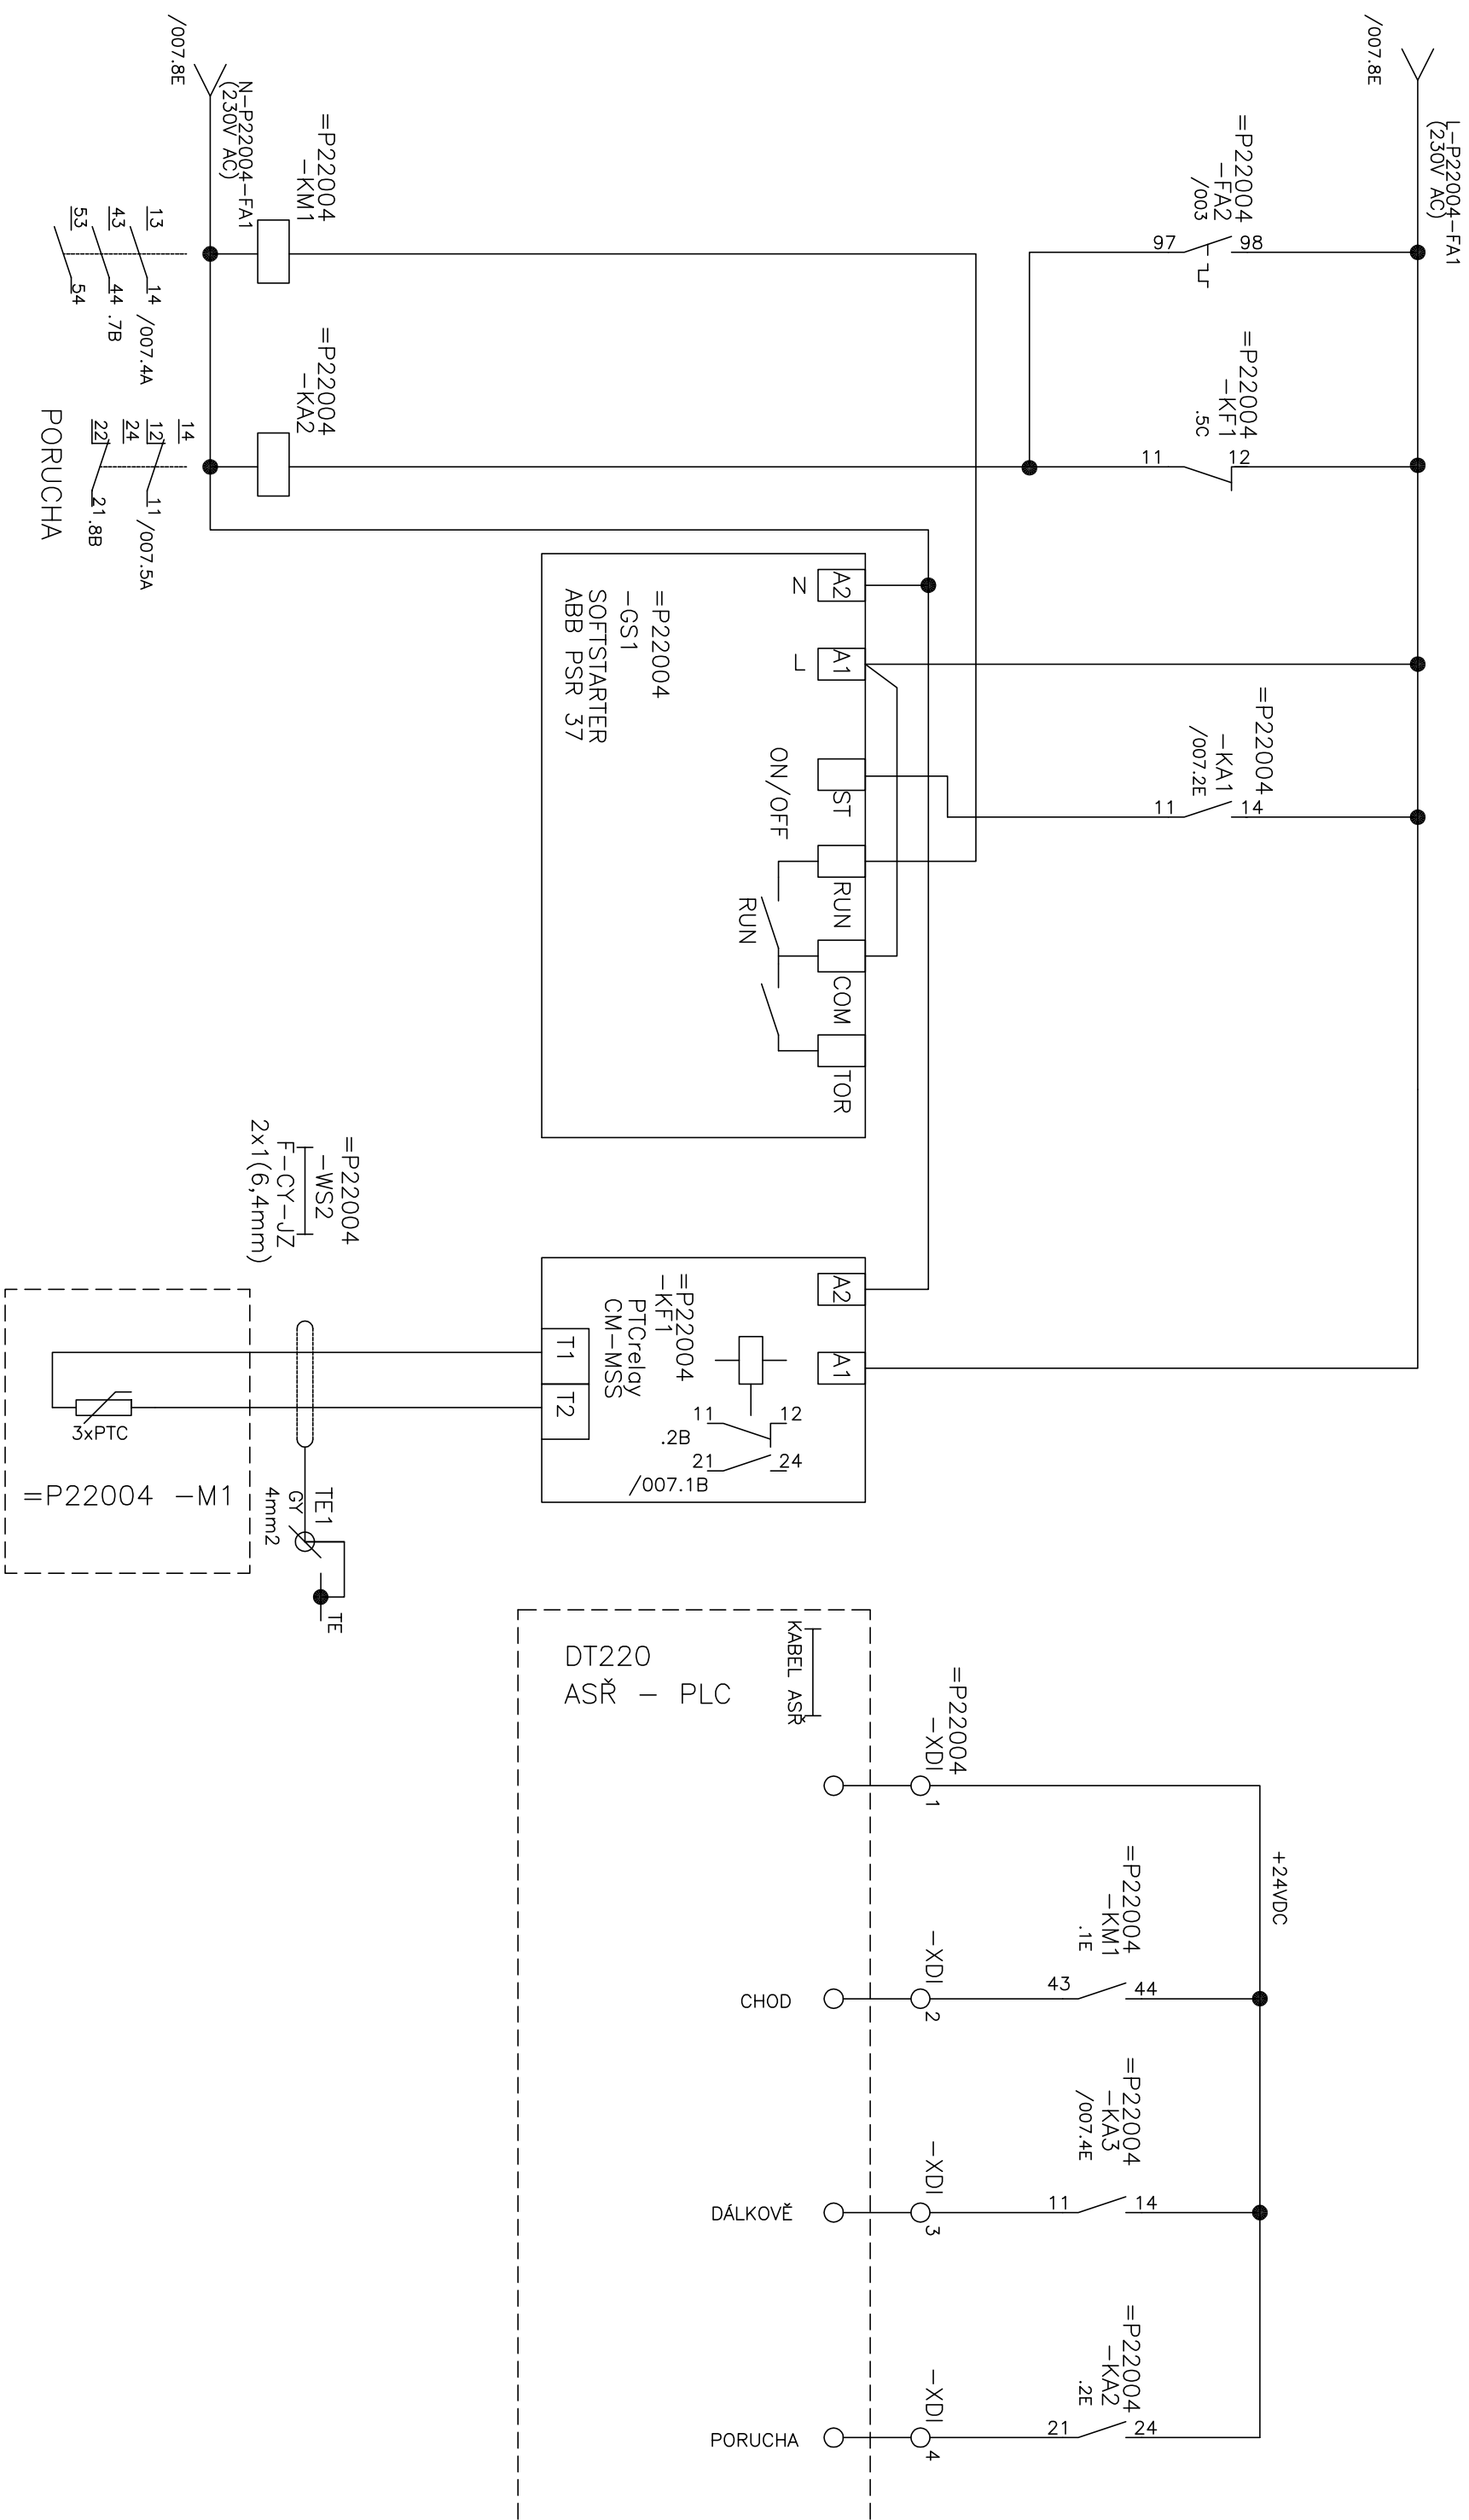 /007.8E
L-P22004-FA1
(230V AC)
=P22004
-FA2
/003
97
98
=P22004
-KF1
.5C
11
12
=P22004
-KA1
/007.2E
11
14
/007.8E
N-P22004-FA1
(230V AC)
=P22004
-KM1
=P22004
-KA2
13
14 /007.4A
43
44 .7B
53
54
14
12
11 /007.5A
24
22
21 .8B
PORUCHA
A2
N
A1
L
ST
ON/OFF
RUN
COM
TOR
RUN
=P22004
-GS1
SOFTSTARTER
ABB PSR 37
A2
A1
=P22004
-KF1
PTCrelay
CM-MSS
11
12
.2B
21
24
/007.1B
T1
T2
=P22004
-WS2
F-CY-JZ
2x1(6,4mm)
TE1
GY
4mm2
TE
3xPTC
=P22004 -M1
+24VDC
=P22004
-KM1
.1E
43
44
=P22004
-KA3
/007.4E
11
14
=P22004
-KA2
.2E
21
24
=P22004
-XDI
1
-XDI
2
-XDI
3
-XDI
4
KABEL ASŘ
CHOD
DÁLKOVĚ
PORUCHA
DT220
ASŘ - PLC